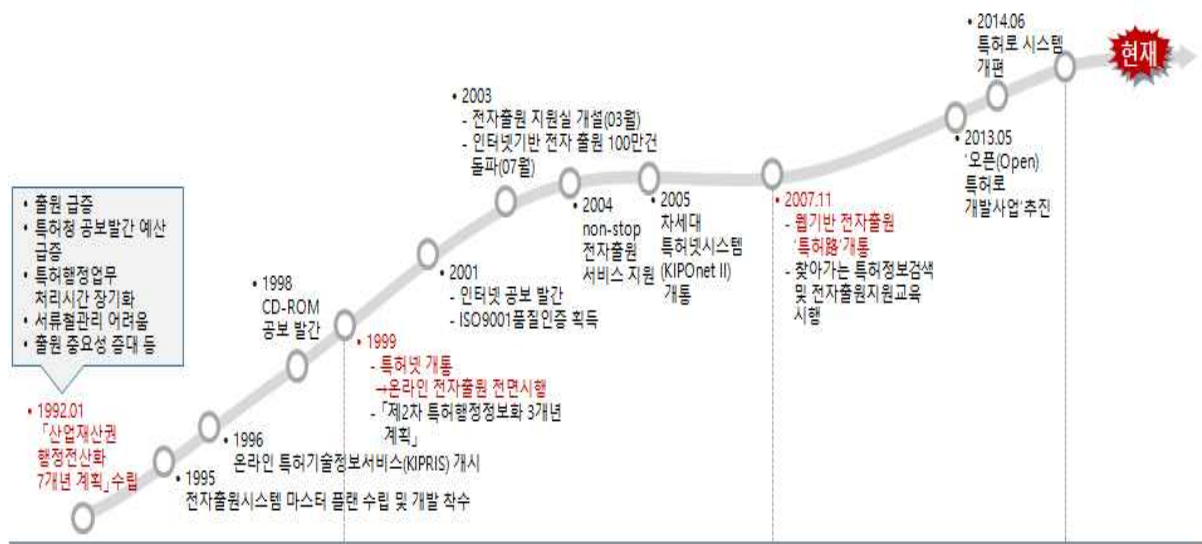 • 출원 급증
• 특허청 공보발간 예산
급증
• 특허행정업무
처리시간 장기화
• 서류철관리 어려움
• 출원 중요성 증대 등
• 1992.01
「산업재산권
행정전산화
7개년 계획」수립
• 1995
전자출원시스템 마스터 플랜 수립 및 개발 착수
• 1996
온라인 특허기술정보서비스(KIPRIS) 개시
• 1998
CD-ROM
공보 발간
• 1999
- 특허넷 개통
→온라인 전자출원 전면시행
- 「제2차 특허행정정보화 3개년
계획」
• 2001
- 인터넷 공보 발간
- ISO9001품질인증 획득
• 2003
- 전자출원 지원실 개설(03월)
- 인터넷기반 전자 출원 100만건
돌파(07월)
• 2004
non-stop
전자출원
서비스 지원
• 2005
차세대
특허넷시스템
(KIPOnet II)
개통
• 2007.11
- 웹기반 전자출원
'특허路'개통
- 찾아가는 특허정보검색
및 전자출원지원교육
시행
• 2013.05
'오픈(Open)
특허로
개발사업'추진
• 2014.06
특허로 시스템
개편
현재